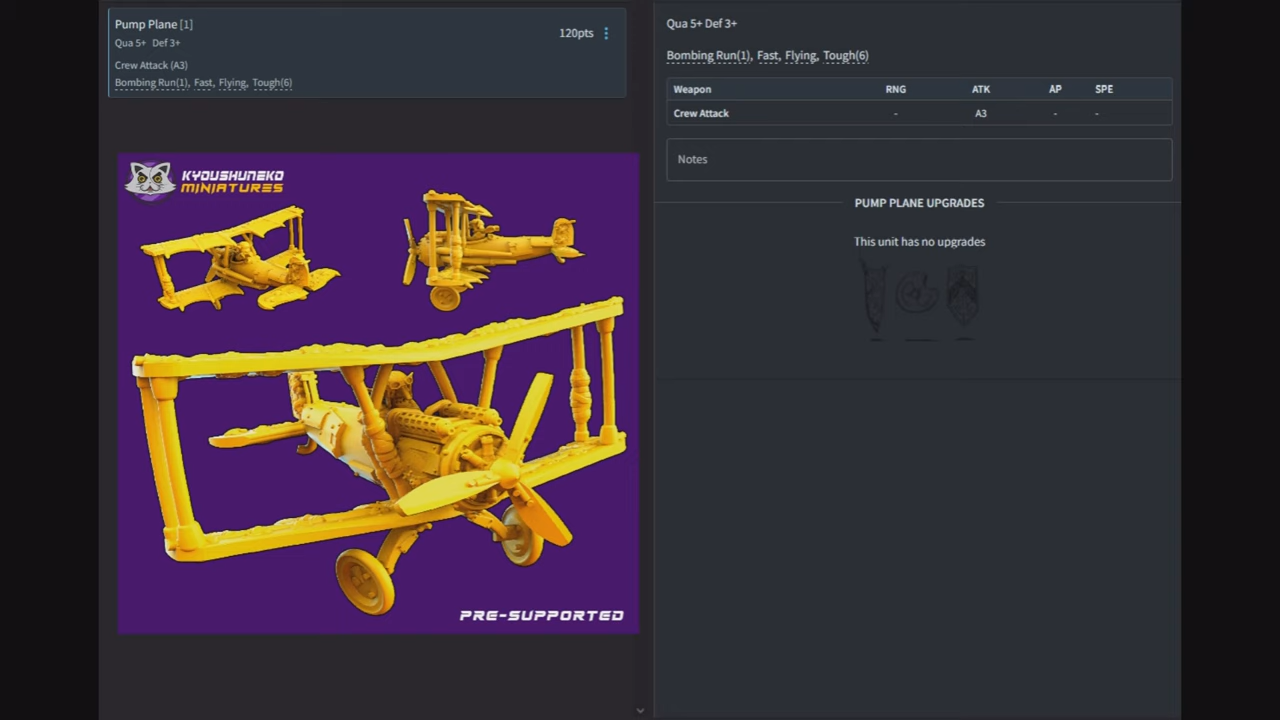 Pump Plane [1]
120pts
Qua 5+ Def 3+
Crew Attack (A3)
Bombing Run(1), Fast, Flying, Tough(6)
KYOUSHUNEKO
MINIATURES
PRE-SUPPORTED
Qua 5+ Def 3+
Bombing Run(1), Fast, Flying, Tough(6)
Weapon RNG ATK AP SPE
Crew Attack - A3 - -
Notes
PUMP PLANE UPGRADES
This unit has no upgrades